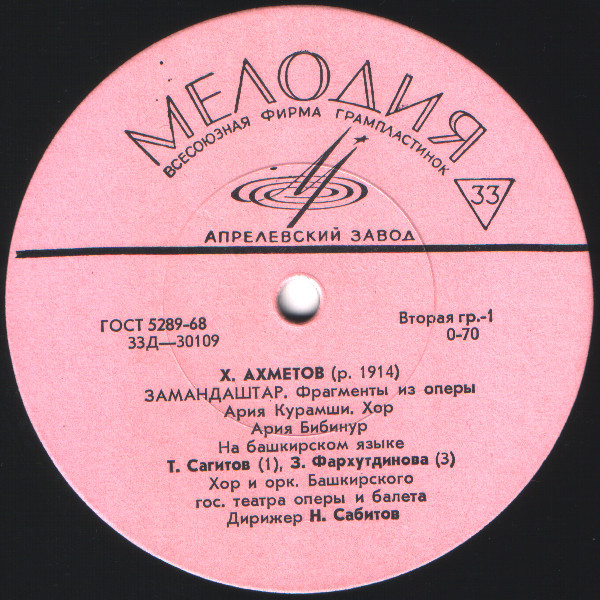 МЕЛОДИЯ
ВСЕСОЮЗНАЯ ФИРМА ГРАМПЛАСТИНОК
33
АПРЕЛЕВСКИЙ ЗАВОД
ГОСТ 5289-68
Вторая гр.-1
33Д—30109
0-70
Х. АХМЕТОВ (р. 1914)
ЗАМАНДАШТАР. Фрагменты из оперы
Ария Курамши. Хор
Ария Бибинур
На башкирском языке
Т. Сагитов (1), З. Фархутдинова (3)
Хор и орк. Башкирского
гос. театра оперы и балета
Дирижер Н. Сабитов